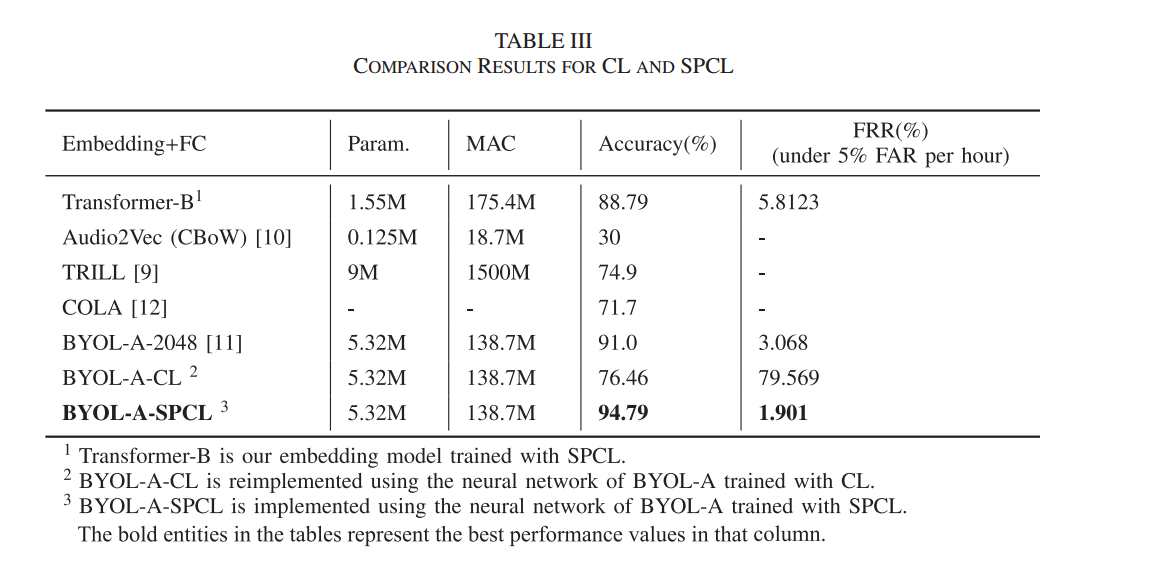 TABLE III
COMPARISON RESULTS FOR CL AND SPCL
Embedding+FC Param. MAC Accuracy(%) FRR(%) (under 5% FAR per hour)
Transformer-B¹ 1.55M 175.4M 88.79 5.8123
Audio2Vec (CBoW) [10] 0.125M 18.7M 30 -
TRILL [9] 9M 1500M 74.9 -
COLA [12] - - 71.7 -
BYOL-A-2048 [11] 5.32M 138.7M 91.0 3.068
BYOL-A-CL ² 5.32M 138.7M 76.46 79.569
BYOL-A-SPCL ³ 5.32M 138.7M 94.79 1.901
¹ Transformer-B is our embedding model trained with SPCL.
² BYOL-A-CL is reimplemented using the neural network of BYOL-A trained with CL.
³ BYOL-A-SPCL is implemented using the neural network of BYOL-A trained with SPCL.
The bold entities in the tables represent the best performance values in that column.